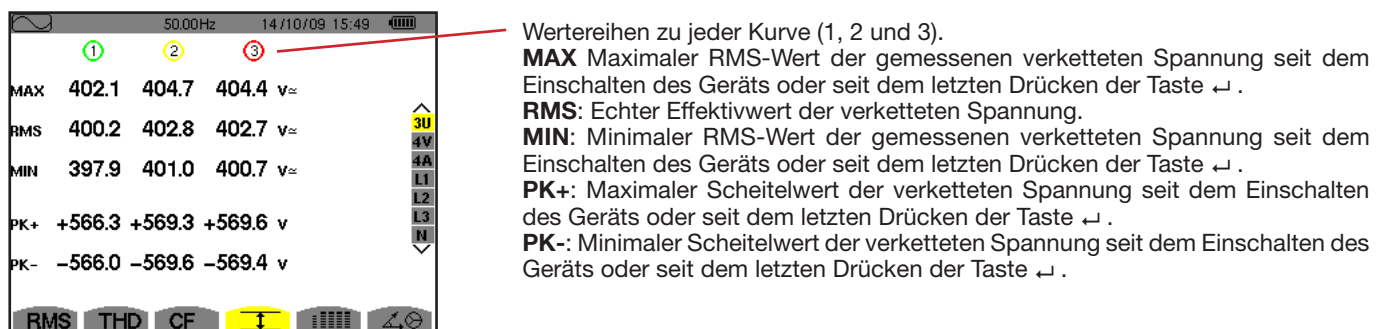 50.00Hz 14/10/09 15:49
1 2 3
MAX 402.1 404.7 404.4 V≃
RMS 400.2 402.8 402.7 V≃
MIN 397.9 401.0 400.7 V≃
PK+ +566.3 +569.3 +569.6 V
PK- -566.0 -569.6 -569.4 V
3U
4V
4A
L1
L2
L3
N
RMS THD CF
Wertereihen zu jeder Kurve (1, 2 und 3).
MAX Maximaler RMS-Wert der gemessenen verketteten Spannung seit dem
Einschalten des Geräts oder seit dem letzten Drücken der Taste ↵ .
RMS: Echter Effektivwert der verketteten Spannung.
MIN: Minimaler RMS-Wert der gemessenen verketteten Spannung seit dem
Einschalten des Geräts oder seit dem letzten Drücken der Taste ↵ .
PK+: Maximaler Scheitelwert der verketteten Spannung seit dem Einschalten
des Geräts oder seit dem letzten Drücken der Taste ↵ .
PK-: Minimaler Scheitelwert der verketteten Spannung seit dem Einschalten des
Geräts oder seit dem letzten Drücken der Taste ↵ .